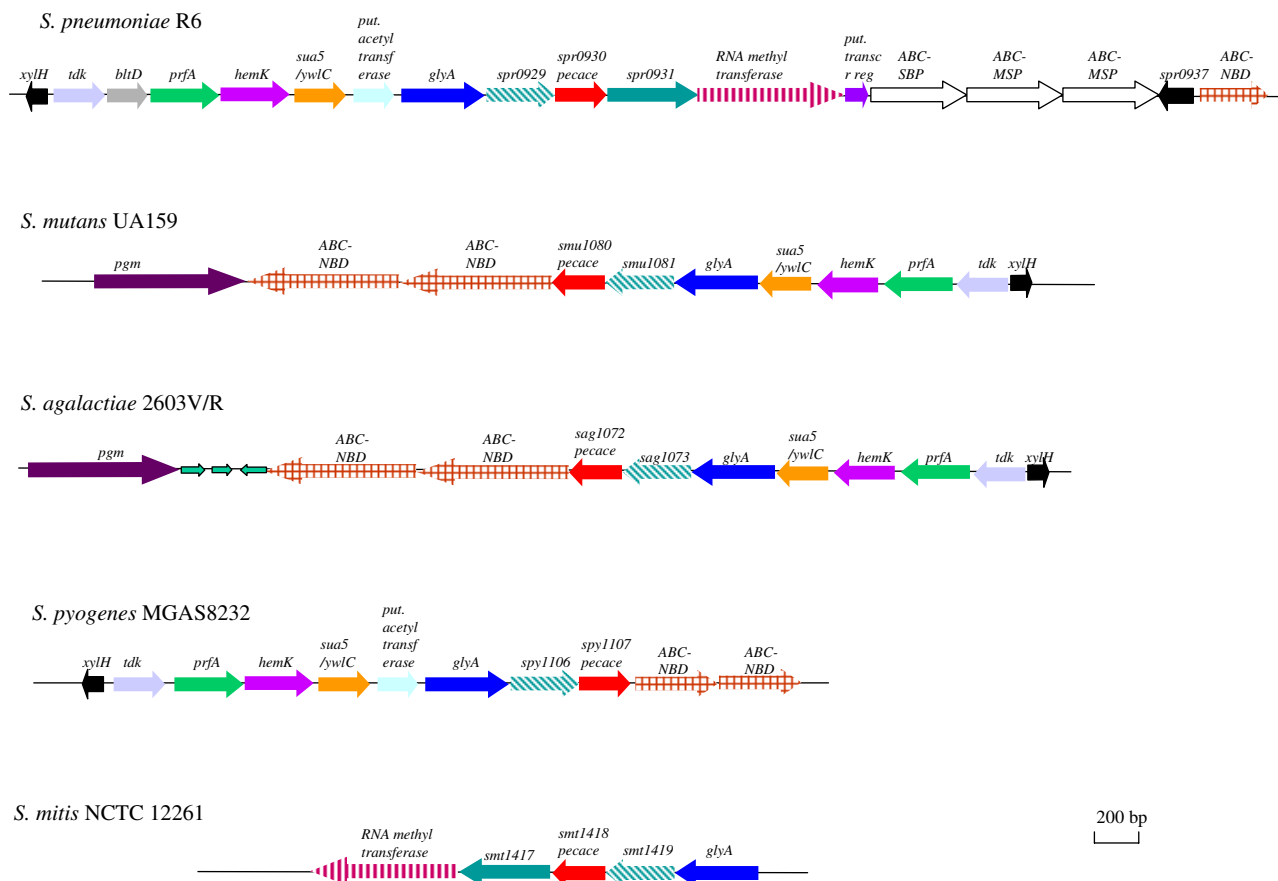 S. pneumoniae R6
xylH
tdk
bltD
prfA
hemK
sua5
/ywlC
put.
acetyl
transf
erase
glyA
spr0929
spr0930
pecace
spr0931
RNA methyl
transferase
put.
transc
r reg
ABC-
SBP
ABC-
MSP
ABC-
MSP
spr0937
ABC-
NBD
S. mutans UA159
pgm
ABC-
NBD
ABC-
NBD
smu1080
pecace
smu1081
glyA
sua5
/ywlC
hemK
prfA
tdk
xylH
S. agalactiae 2603V/R
pgm
ABC-
NBD
ABC-
NBD
sag1072
pecace
sag1073
glyA
sua5
/ywlC
hemK
prfA
tdk
xylH
S. pyogenes MGAS8232
xylH
tdk
prfA
hemK
sua5
/ywlC
put.
acetyl
transf
erase
glyA
spy1106
spy1107
pecace
ABC-
NBD
ABC-
NBD
S. mitis NCTC 12261
RNA methyl
transferase
smt1417
smt1418
pecace
smt1419
glyA
200 bp